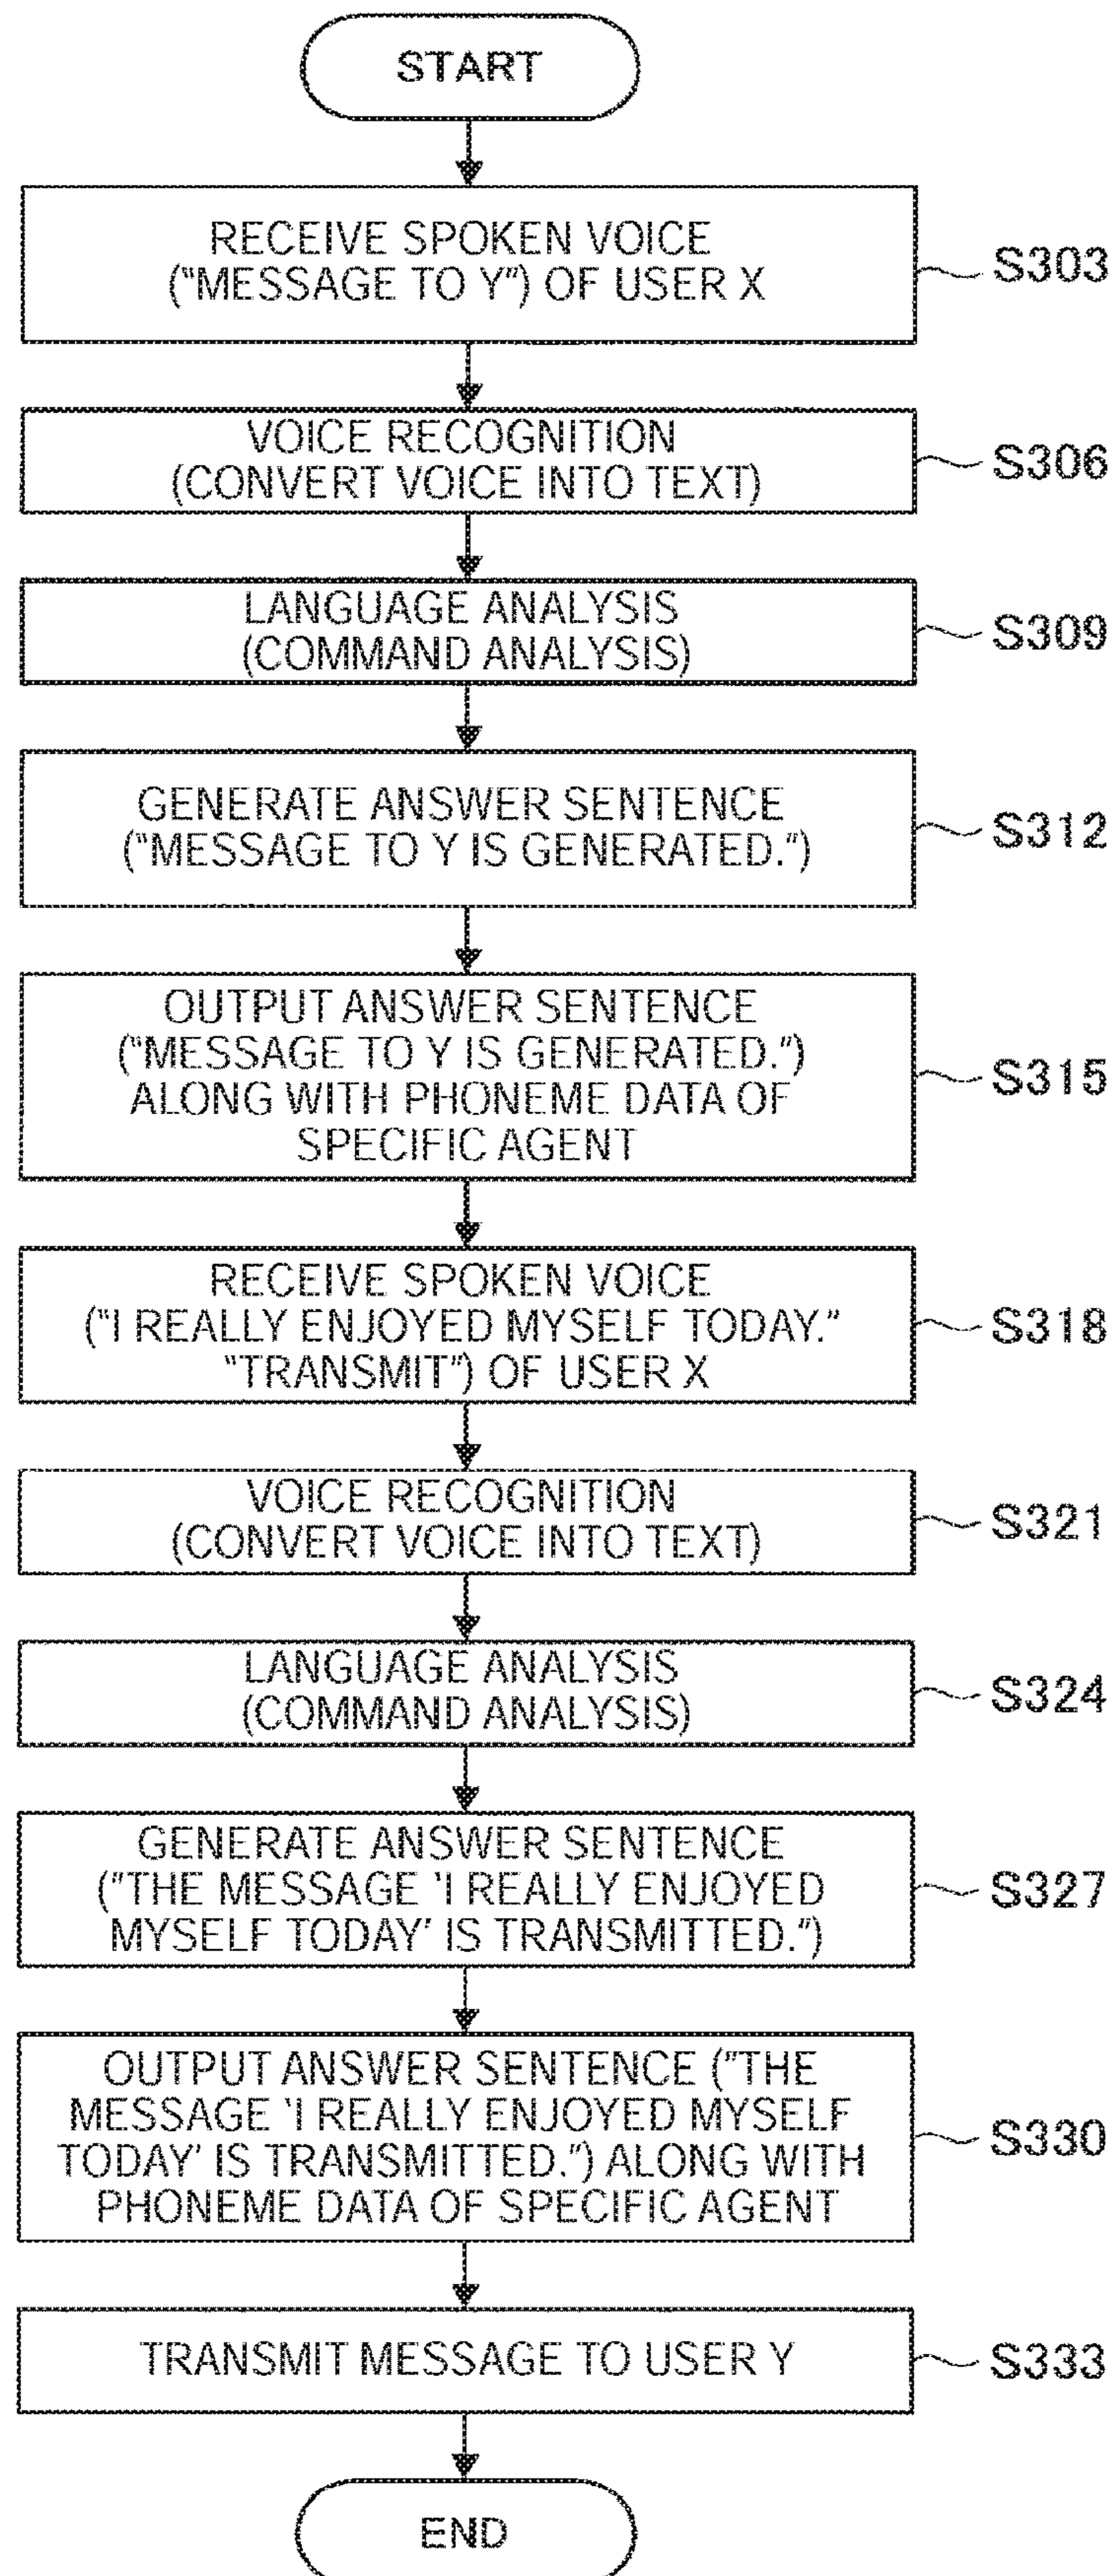 START
RECEIVE SPOKEN VOICE
("MESSAGE TO Y") OF USER X
S303
VOICE RECOGNITION
(CONVERT VOICE INTO TEXT)
S306
LANGUAGE ANALYSIS
(COMMAND ANALYSIS)
S309
GENERATE ANSWER SENTENCE
("MESSAGE TO Y IS GENERATED.")
S312
OUTPUT ANSWER SENTENCE
("MESSAGE TO Y IS GENERATED.")
ALONG WITH PHONEME DATA OF
SPECIFIC AGENT
S315
RECEIVE SPOKEN VOICE
("I REALLY ENJOYED MYSELF TODAY."
"TRANSMIT") OF USER X
S318
VOICE RECOGNITION
(CONVERT VOICE INTO TEXT)
S321
LANGUAGE ANALYSIS
(COMMAND ANALYSIS)
S324
GENERATE ANSWER SENTENCE
("THE MESSAGE 'I REALLY ENJOYED
MYSELF TODAY' IS TRANSMITTED.")
S327
OUTPUT ANSWER SENTENCE ("THE
MESSAGE 'I REALLY ENJOYED MYSELF
TODAY' IS TRANSMITTED.") ALONG WITH
PHONEME DATA OF SPECIFIC AGENT
S330
TRANSMIT MESSAGE TO USER Y
S333
END